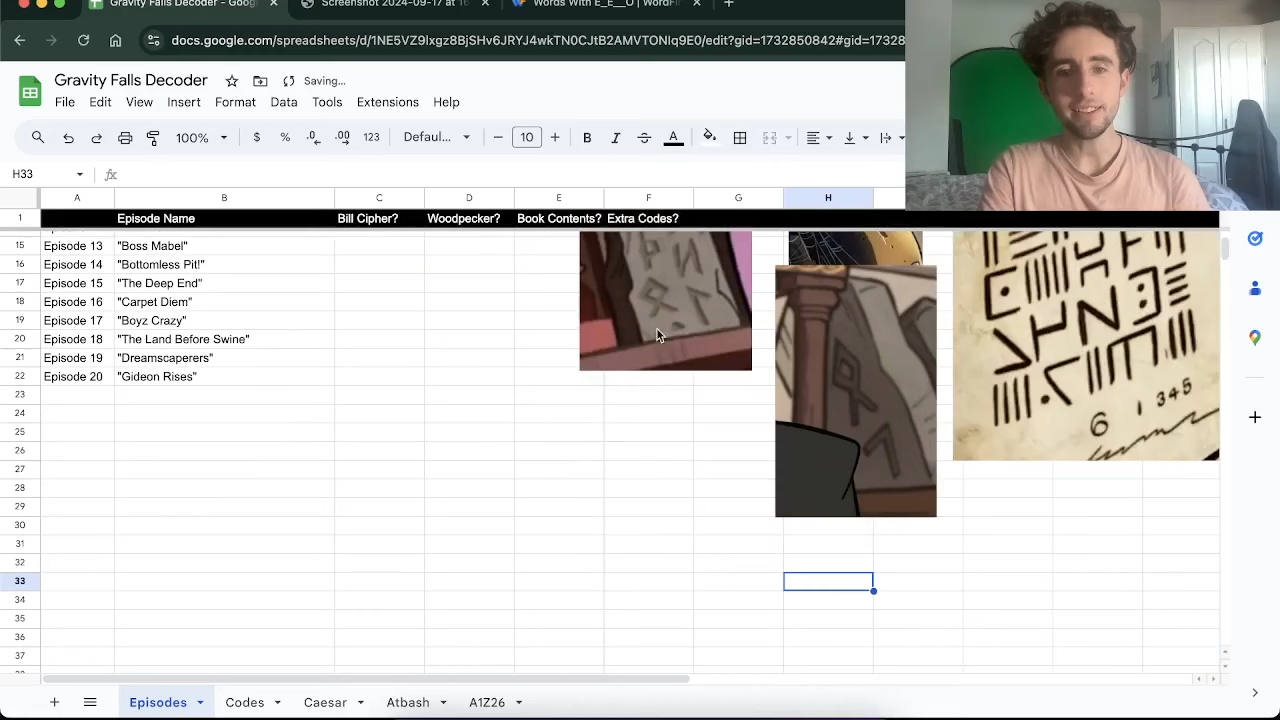 Gravity Falls Decoder - Goog
Screenshot 2024-09-17 at 16
Words With E_E__O | WordFi
docs.google.com/spreadsheets/d/1NE5VZ9lxgz8BjSHv6JRYJ4wkTN0CJtB2AMVTONlq9E0/edit?gid=1732850842#gid=17328
Gravity Falls Decoder
Saving...
File Edit View Insert Format Data Tools Extensions Help
100% $ % .0 .00 123 Defaul... 10 B I A
H33 fx
A B C D E F G H
1 Episode Name Bill Cipher? Woodpecker? Book Contents? Extra Codes?
15 Episode 13 "Boss Mabel"
16 Episode 14 "Bottomless Pit!"
17 Episode 15 "The Deep End"
18 Episode 16 "Carpet Diem"
19 Episode 17 "Boyz Crazy"
20 Episode 18 "The Land Before Swine"
21 Episode 19 "Dreamscaperers"
22 Episode 20 "Gideon Rises"
23
24
25
6 1 345
26
27
28
29
30
31
32
33
34
35
36
37
Episodes Codes Caesar Atbash A1Z26